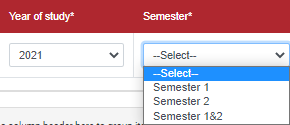 Year of study* Semester*
2021 --Select--
--Select--
Semester 1
Semester 2
Semester 1&2
column header here to group